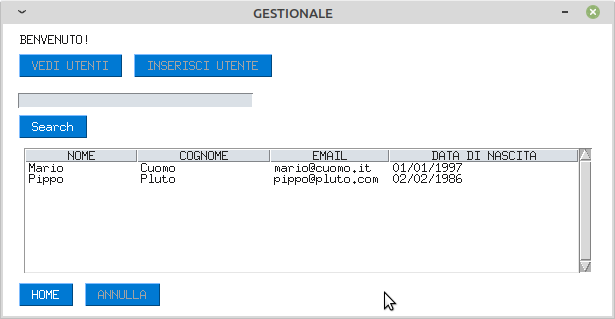 GESTIONALE
BENVENUTO!
VEDI UTENTI INSERISCI UTENTE
Search
NOME COGNOME EMAIL DATA DI NASCITA
Mario Cuomo mario@cuomo.it 01/01/1997
Pippo Pluto pippo@pluto.com 02/02/1986
HOME ANNULLA